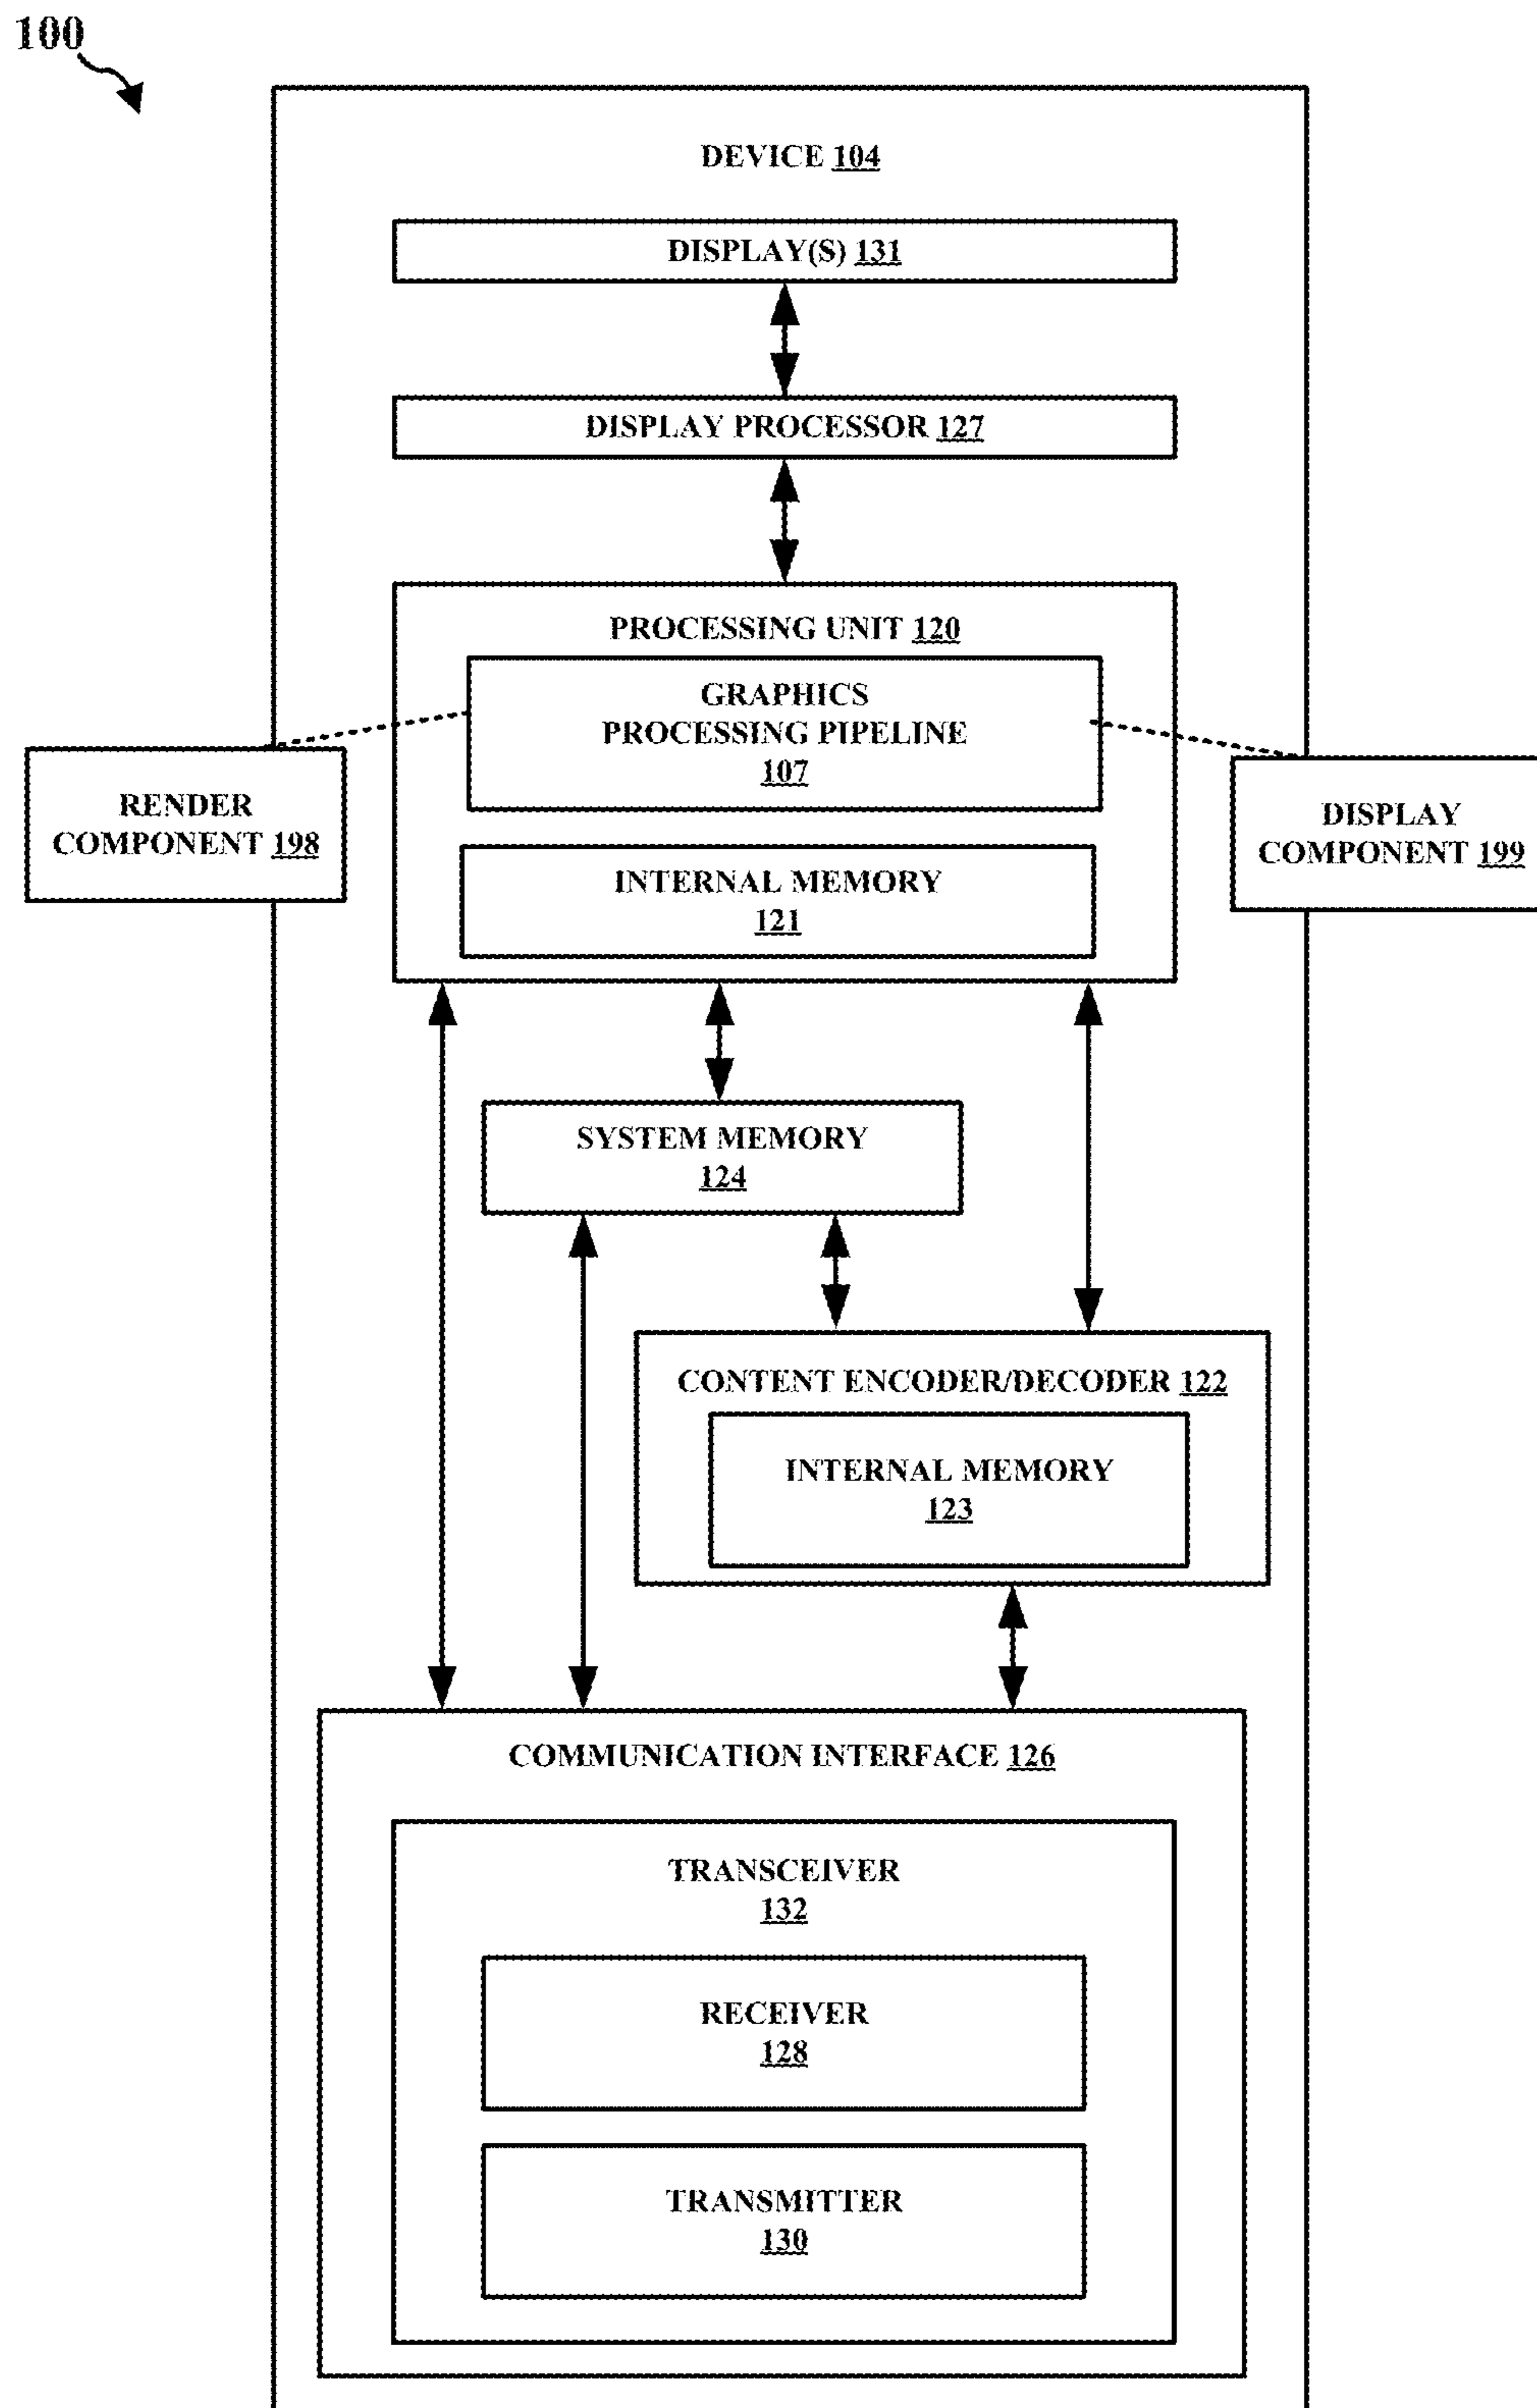 100
DEVICE 104
DISPLAY(S) 131
DISPLAY PROCESSOR 127
PROCESSING UNIT 120
GRAPHICS
PROCESSING PIPELINE
107
RENDER
COMPONENT 198
DISPLAY
COMPONENT 199
INTERNAL MEMORY
121
SYSTEM MEMORY
124
CONTENT ENCODER/DECODER 122
INTERNAL MEMORY
123
COMMUNICATION INTERFACE 126
TRANSCEIVER
132
RECEIVER
128
TRANSMITTER
130